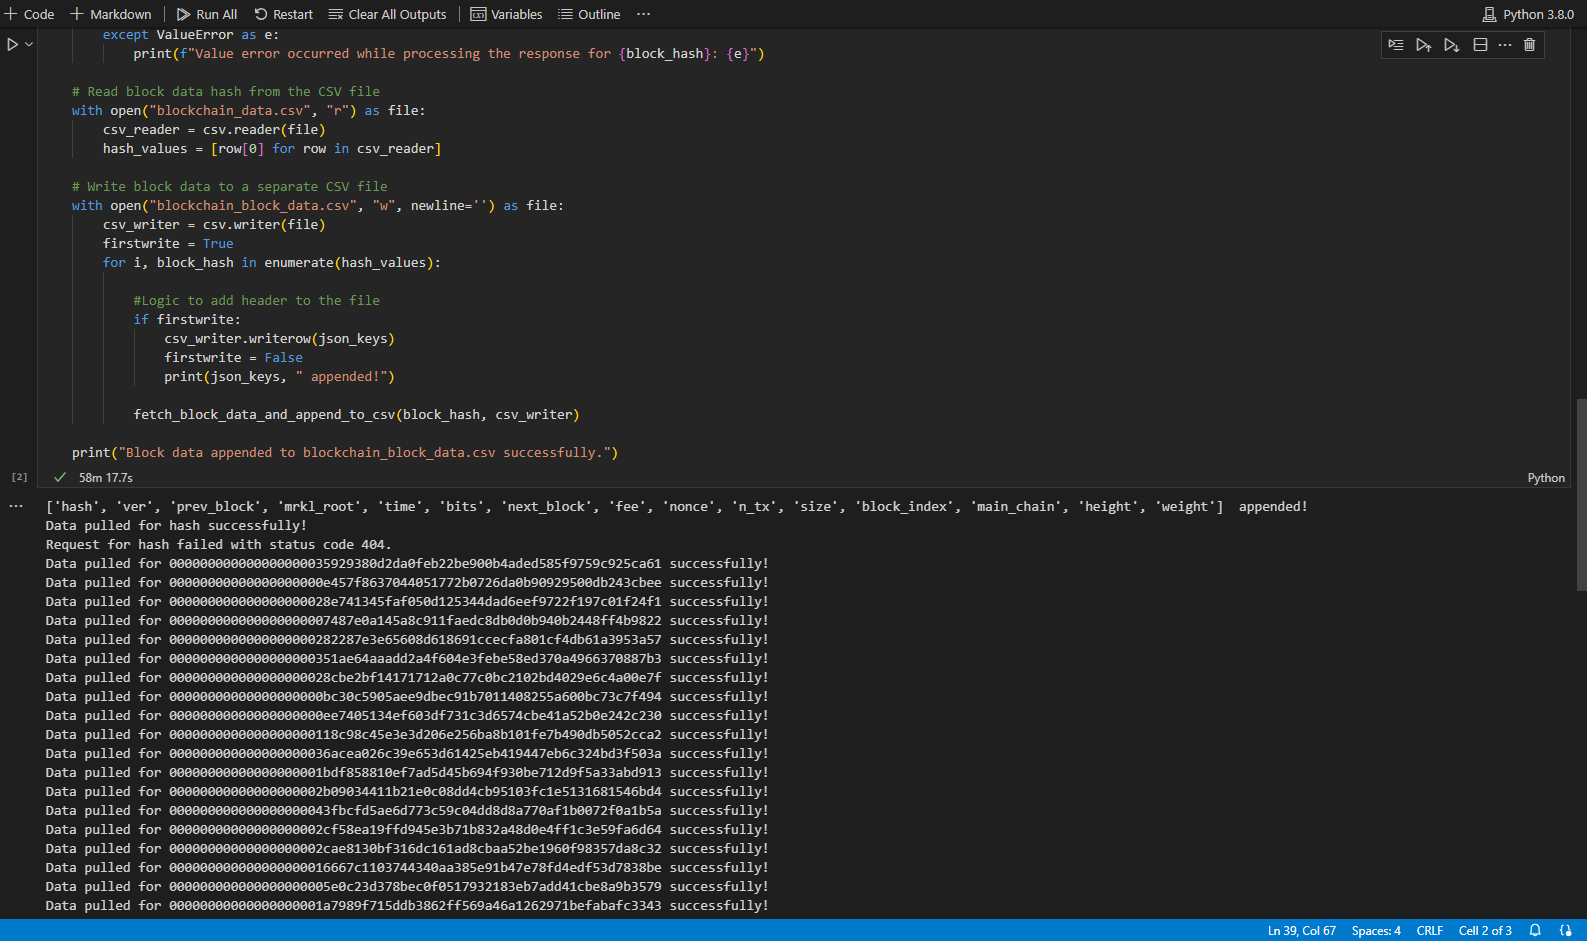 Code Markdown Run All Restart Clear All Outputs Variables Outline ... Python 3.8.0
except ValueError as e:
print(f"Value error occurred while processing the response for {block_hash}: {e}")
# Read block data hash from the CSV file
with open("blockchain_data.csv", "r") as file:
csv_reader = csv.reader(file)
hash_values = [row[0] for row in csv_reader]
# Write block data to a separate CSV file
with open("blockchain_block_data.csv", "w", newline='') as file:
csv_writer = csv.writer(file)
firstwrite = True
for i, block_hash in enumerate(hash_values):
#Logic to add header to the file
if firstwrite:
csv_writer.writerow(json_keys)
firstwrite = False
print(json_keys, " appended!")
fetch_block_data_and_append_to_csv(block_hash, csv_writer)
print("Block data appended to blockchain_block_data.csv successfully.")
[2] 58m 17.7s Python
['hash', 'ver', 'prev_block', 'mrkl_root', 'time', 'bits', 'next_block', 'fee', 'nonce', 'n_tx', 'size', 'block_index', 'main_chain', 'height', 'weight']  appended!
Data pulled for hash successfully!
Request for hash failed with status code 404.
Data pulled for 000000000000000000035929380d2da0feb22be900b4aded585f9759c925ca61 successfully!
Data pulled for 00000000000000000000e457f8637044051772b0726da0b90929500db243cbee successfully!
Data pulled for 000000000000000000028e741345faf050d125344dad6eef9722f197c01f24f1 successfully!
Data pulled for 000000000000000000007487e0a145a8c911faedc8db0d0b940b2448ff4b9822 successfully!
Data pulled for 0000000000000000000282287e3e65608d618691ccecfa801cf4db61a3953a57 successfully!
Data pulled for 0000000000000000000351ae64aaadd2a4f604e3febe58ed370a4966370887b3 successfully!
Data pulled for 000000000000000000028cbe2bf14171712a0c77c0bc2102bd4029e6c4a00e7f successfully!
Data pulled for 00000000000000000000bc30c5905aee9dbec91b7011408255a600bc73c7f494 successfully!
Data pulled for 00000000000000000000ee7405134ef603df731c3d6574cbe41a52b0e242c230 successfully!
Data pulled for 0000000000000000000118c98c45e3e3d206e256ba8b101fe7b490db5052cca2 successfully!
Data pulled for 000000000000000000036acea026c39e653d61425eb419447eb6c324bd3f503a successfully!
Data pulled for 00000000000000000001bdf858810ef7ad5d45b694f930be712d9f5a33abd913 successfully!
Data pulled for 00000000000000000002b09034411b21e0c08dd4cb95103fc1e5131681546bd4 successfully!
Data pulled for 000000000000000000043fbcfd5ae6d773c59c04dd8d8a770af1b0072f0a1b5a successfully!
Data pulled for 00000000000000000002cf58ea19ffd945e3b71b832a48d0e4ff1c3e59fa6d64 successfully!
Data pulled for 00000000000000000002cae8130bf316dc161ad8cbaa52be1960f98357da8c32 successfully!
Data pulled for 000000000000000000016667c1103744340aa385e91b47e78fd4edf53d7838be successfully!
Data pulled for 000000000000000000005e0c23d378bec0f0517932183eb7add41cbe8a9b3579 successfully!
Data pulled for 00000000000000000001a7989f715ddb3862ff569a46a1262971befabafc3343 successfully!
Ln 39, Col 67 Spaces: 4 CRLF Cell 2 of 3